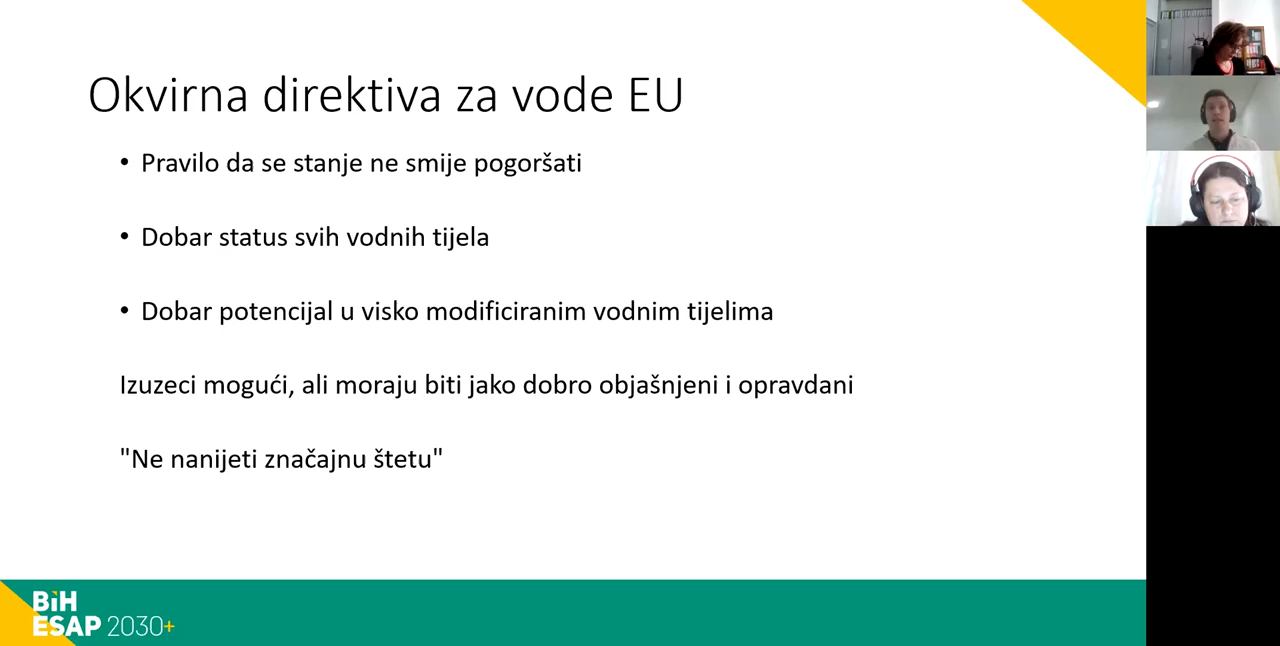 Okvirna direktiva za vode EU
• Pravilo da se stanje ne smije pogoršati
• Dobar status svih vodnih tijela
• Dobar potencijal u visko modificiranim vodnim tijelima
Izuzeci mogući, ali moraju biti jako dobro objašnjeni i opravdani
"Ne nanijeti značajnu štetu"
BiH
ESAP 2030+